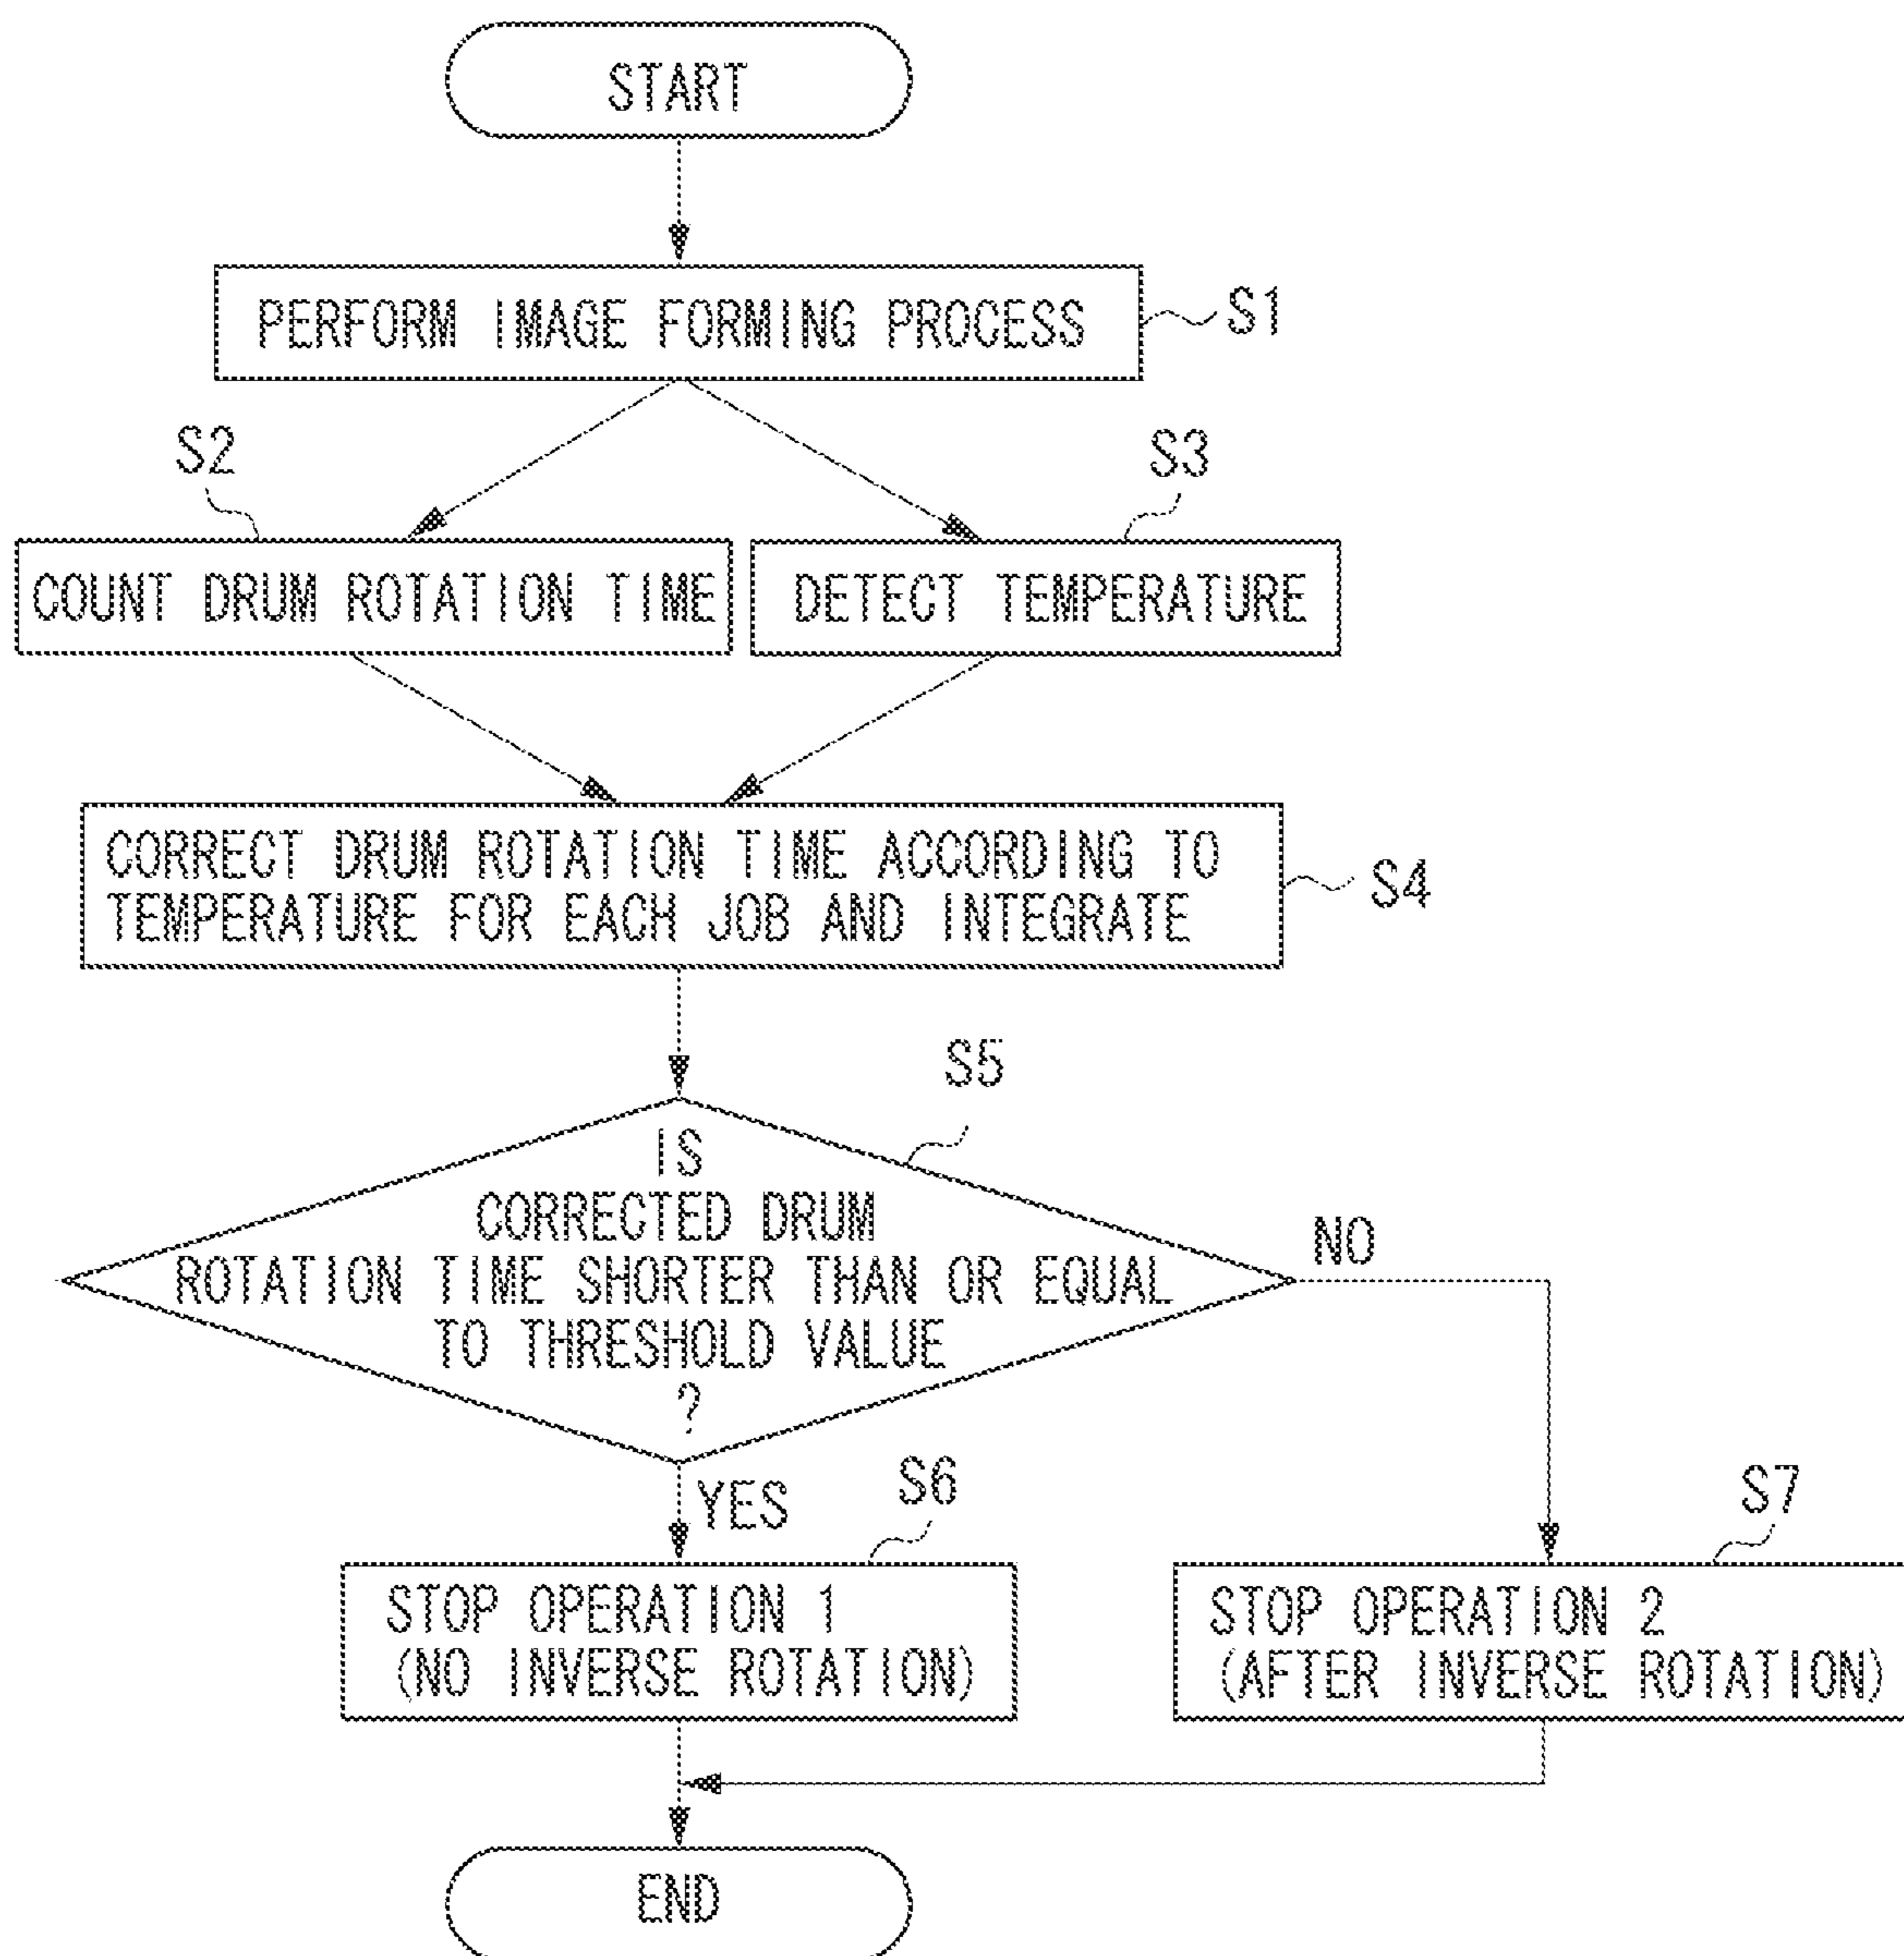 START
PERFORM IMAGE FORMING PROCESS
S1
S2
S3
COUNT DRUM ROTATION TIME
DETECT TEMPERATURE
CORRECT DRUM ROTATION TIME ACCORDING TO
TEMPERATURE FOR EACH JOB AND INTEGRATE
S4
S5
IS
CORRECTED DRUM
ROTATION TIME SHORTER THAN OR EQUAL
TO THRESHOLD VALUE
?
NO
YES
S6
S7
STOP OPERATION 1
(NO INVERSE ROTATION)
STOP OPERATION 2
(AFTER INVERSE ROTATION)
END